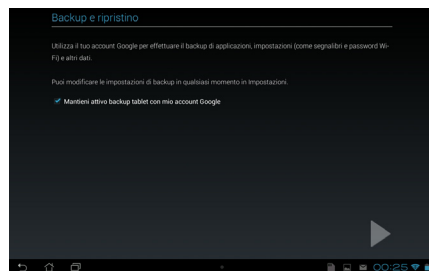 Backup e ripristino
Utilizza il tuo account Google per effettuare il backup di applicazioni, impostazioni (come segnalibri e password Wi-
Fi) e altri dati.
Puoi modificare le impostazioni di backup in qualsiasi momento in Impostazioni.
Mantieni attivo backup tablet con mio account Google
00:25